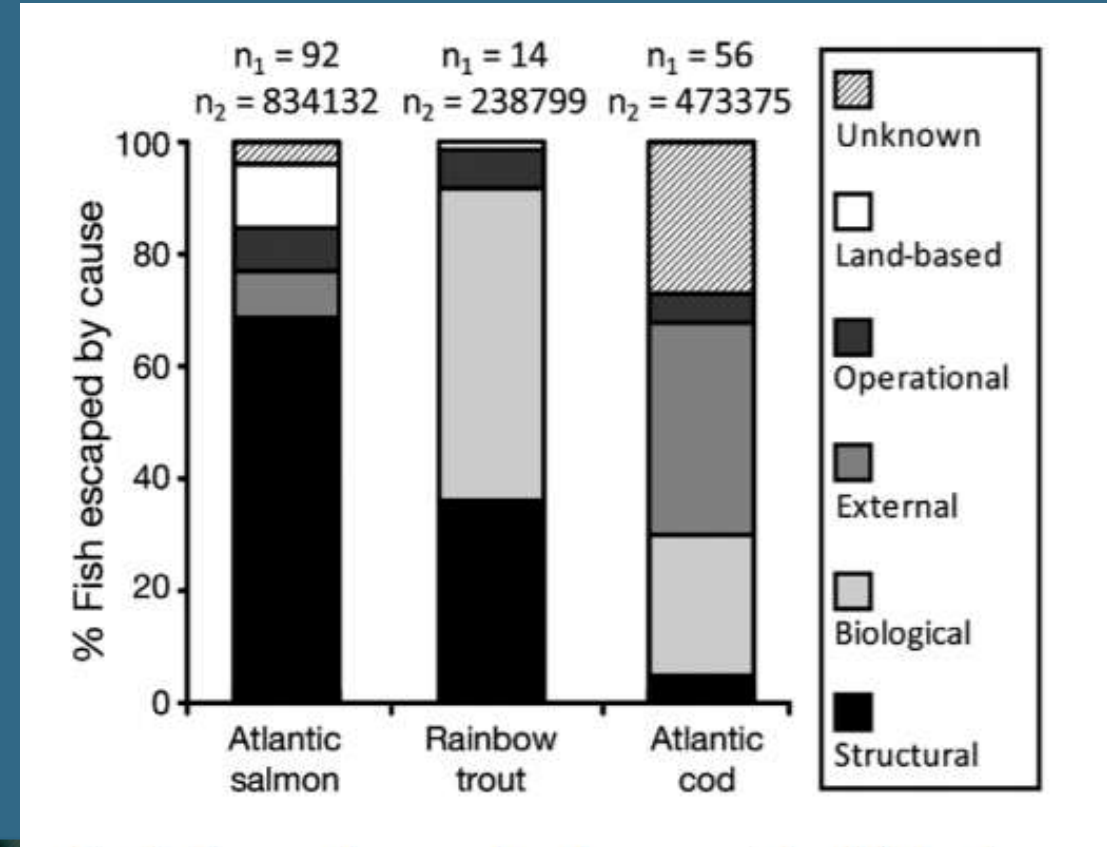 n₁ = 92 n₁ = 14 n₁ = 56
n₂ = 834132 n₂ = 238799 n₂ = 473375
% Fish escaped by cause
100
80
60
40
20
0
Atlantic salmon
Rainbow trout
Atlantic cod
Unknown
Land-based
Operational
External
Biological
Structural